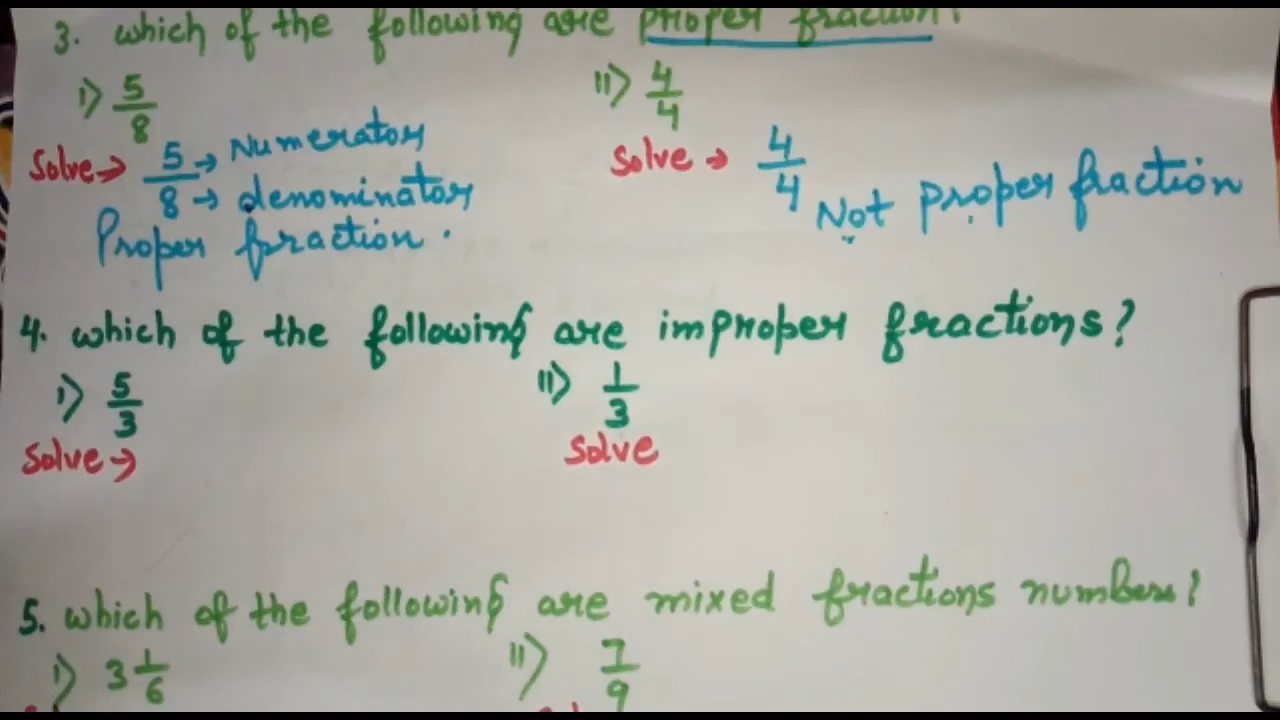 3. which of the following are proper fraction?
i) 5/8 ii) 4/4
Solve → 5/8 → Numerator → denominator Solve → 4/4 Not proper fraction
Proper fraction.
4. which of the following are improper fractions?
i) 5/3 ii) 1/3
Solve → Solve
5. which of the following are mixed fractions numbers?
i) 3 1/6 ii) 7/9